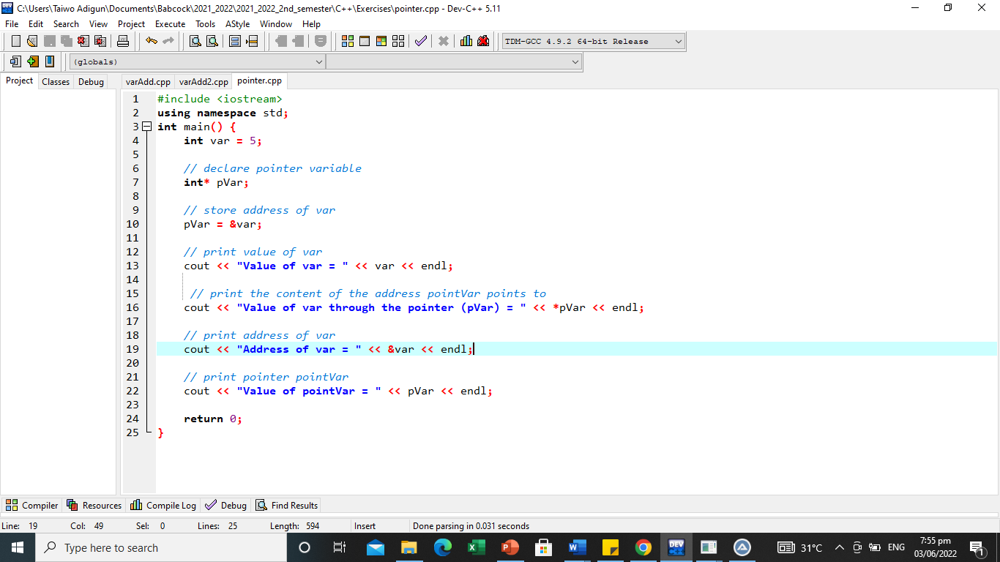 C:\Users\Taiwo Adigun\Documents\Babcock\2021_2022\2021_2022_2nd_semester\C++\Exercises\pointer.cpp - Dev-C++ 5.11
File Edit Search View Project Execute Tools AStyle Window Help
TDM-GCC 4.9.2 64-bit Release
(globals)
Project Classes Debug varAdd.cpp varAdd2.cpp pointer.cpp
1 #include <iostream>
2 using namespace std;
3 int main() {
4 int var = 5;
5
6 // declare pointer variable
7 int* pVar;
8
9 // store address of var
10 pVar = &var;
11
12 // print value of var
13 cout << "Value of var = " << var << endl;
14
15 // print the content of the address pointVar points to
16 cout << "Value of var through the pointer (pVar) = " << *pVar << endl;
17
18 // print address of var
19 cout << "Address of var = " << &var << endl;
20
21 // print pointer pointVar
22 cout << "Value of pointVar = " << pVar << endl;
23
24 return 0;
25 }
Compiler Resources Compile Log Debug Find Results
Line: 19 Col: 49 Sel: 0 Lines: 25 Length: 594 Insert Done parsing in 0.031 seconds
Type here to search 31°C ENG 7:55 pm
03/06/2022 1